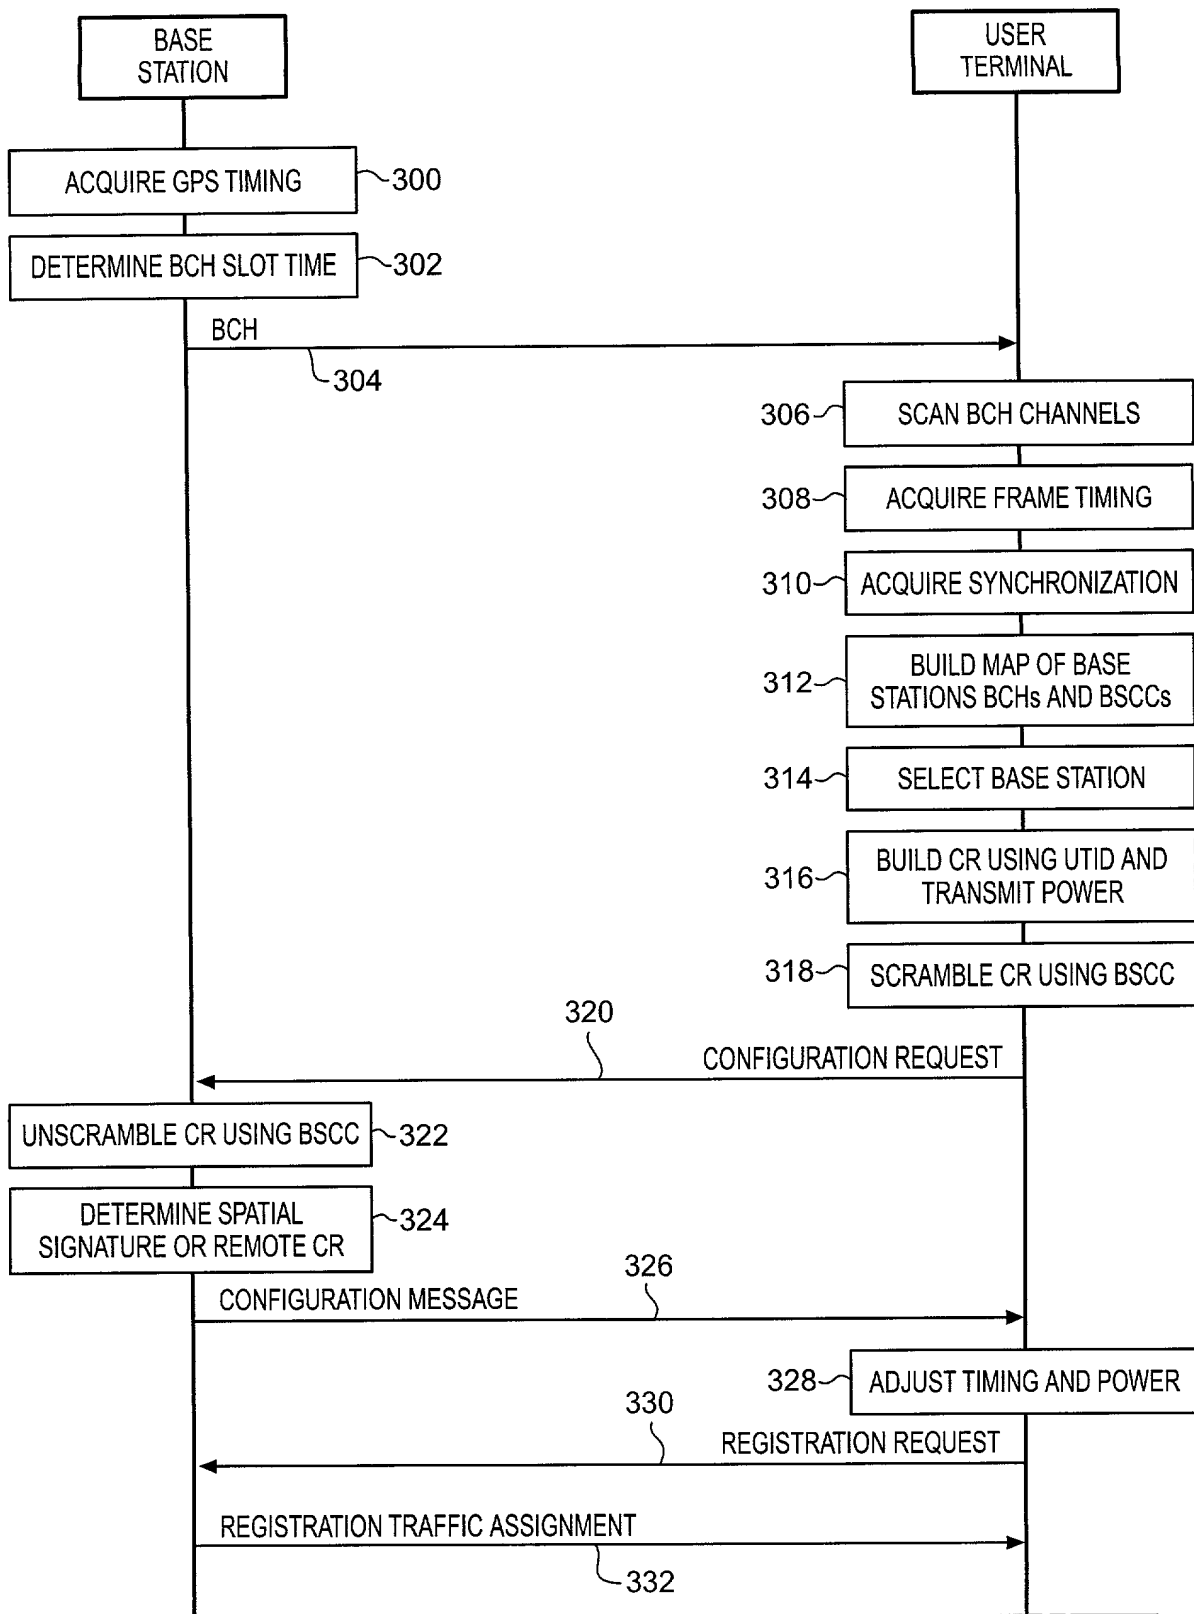 BASE
STATION
USER
TERMINAL
ACQUIRE GPS TIMING
300
DETERMINE BCH SLOT TIME
302
BCH
304
306
SCAN BCH CHANNELS
308
ACQUIRE FRAME TIMING
310
ACQUIRE SYNCHRONIZATION
312
BUILD MAP OF BASE
STATIONS BCHs AND BSCCs
314
SELECT BASE STATION
316
BUILD CR USING UTID AND
TRANSMIT POWER
318
SCRAMBLE CR USING BSCC
320
CONFIGURATION REQUEST
UNSCRAMBLE CR USING BSCC
322
DETERMINE SPATIAL
SIGNATURE OR REMOTE CR
324
CONFIGURATION MESSAGE
326
328
ADJUST TIMING AND POWER
330
REGISTRATION REQUEST
REGISTRATION TRAFFIC ASSIGNMENT
332